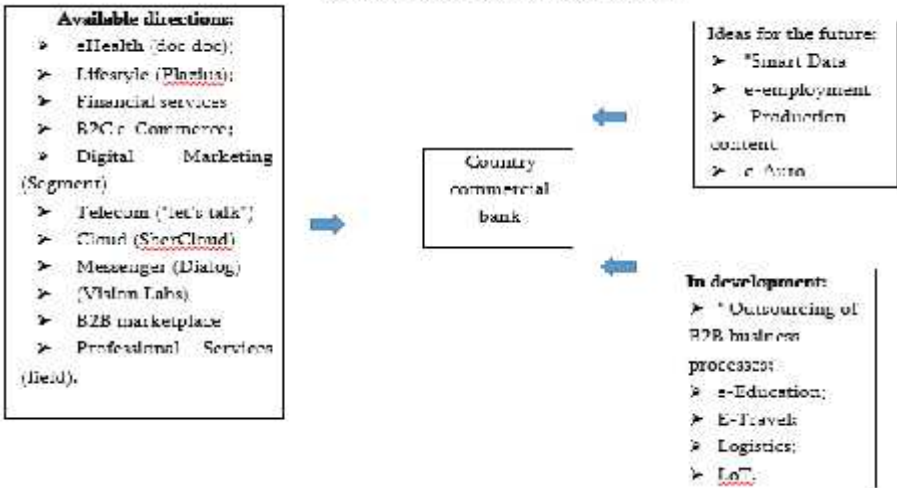 Available directions:
➢ eHealth (doc doc);
➢ Lifestyle (Plazius);
➢ Financial services
➢ B2C e-Commerce;
➢ Digital Marketing
(Segment)
➢ Telecom ("let's talk")
➢ Cloud (SberCloud)
➢ Messenger (Dialog)
➢ (Vision Labs)
➢ B2B marketplace
➢ Professional Services
(field).
Country
commercial
bank
Ideas for the future:
➢ "Smart Data
➢ e-employment
➢ Production
content
➢ e-Auto
In development:
➢ " Outsourcing of
B2B business
processes;
➢ e-Education;
➢ E-Travel;
➢ Logistics;
➢ LoT.